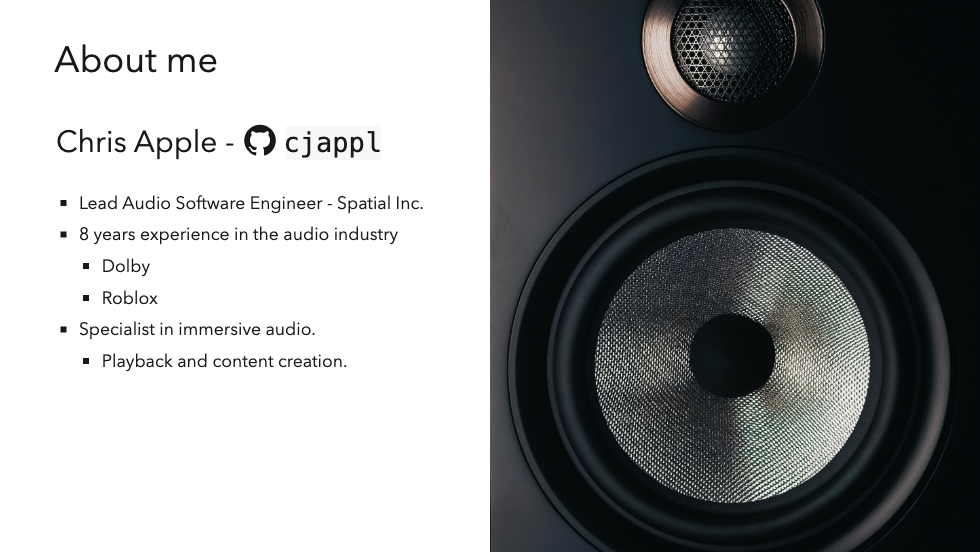 About me
Chris Apple - cjappl
Lead Audio Software Engineer - Spatial Inc.
8 years experience in the audio industry
Dolby
Roblox
Specialist in immersive audio.
Playback and content creation.